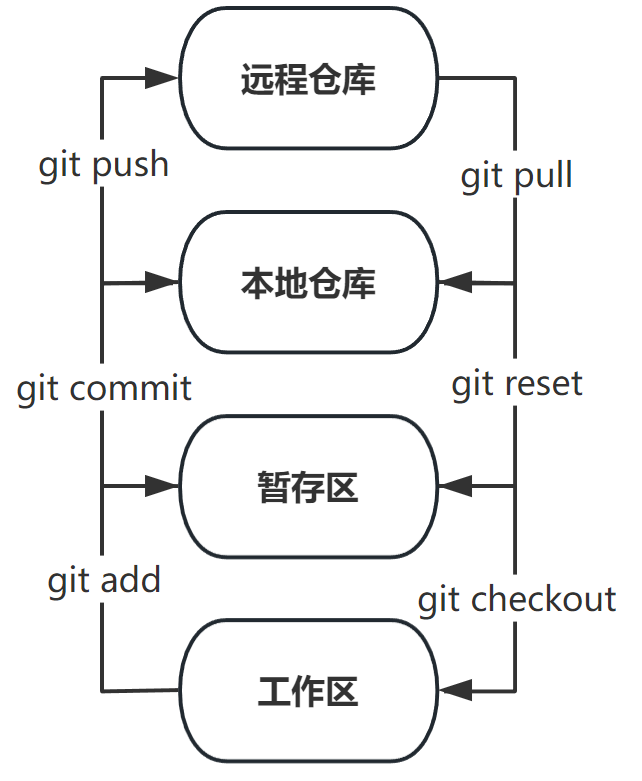 远程仓库
git push
git pull
本地仓库
git commit
git reset
暂存区
git add
git checkout
工作区